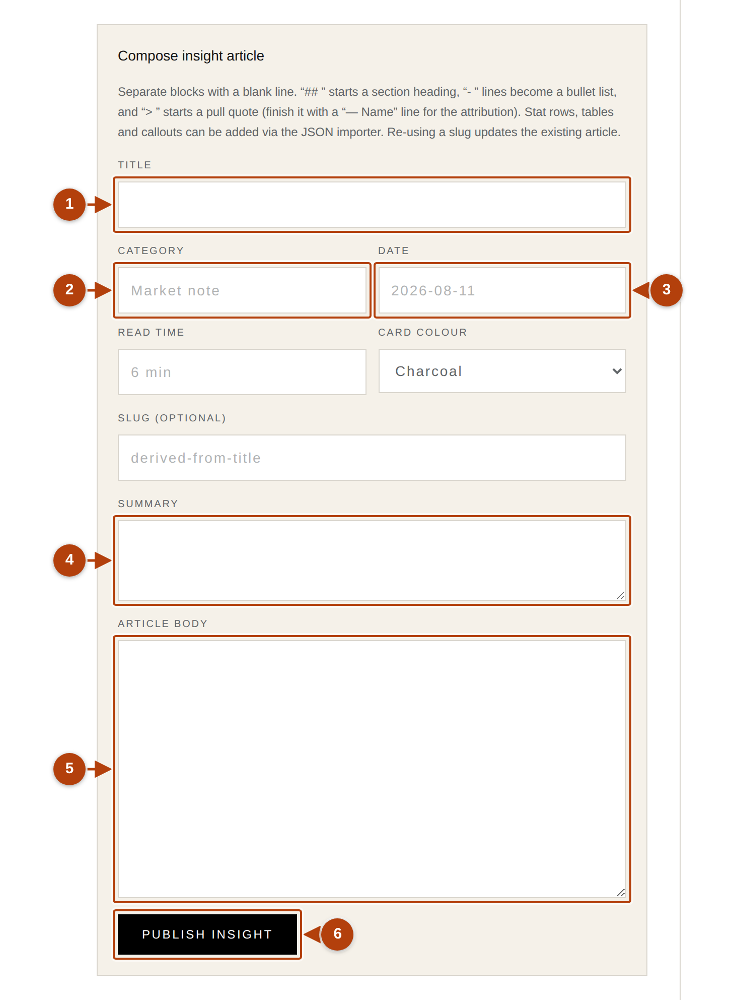 Compose insight article
Separate blocks with a blank line. “## ” starts a section heading, “- ” lines become a bullet list,
and “> ” starts a pull quote (finish it with a “— Name” line for the attribution). Stat rows, tables
and callouts can be added via the JSON importer. Re-using a slug updates the existing article.
TITLE
1
CATEGORY DATE
2 Market note 2026-08-11 3
READ TIME CARD COLOUR
6 min Charcoal
SLUG (OPTIONAL)
derived-from-title
SUMMARY
4
ARTICLE BODY
5
PUBLISH INSIGHT 6